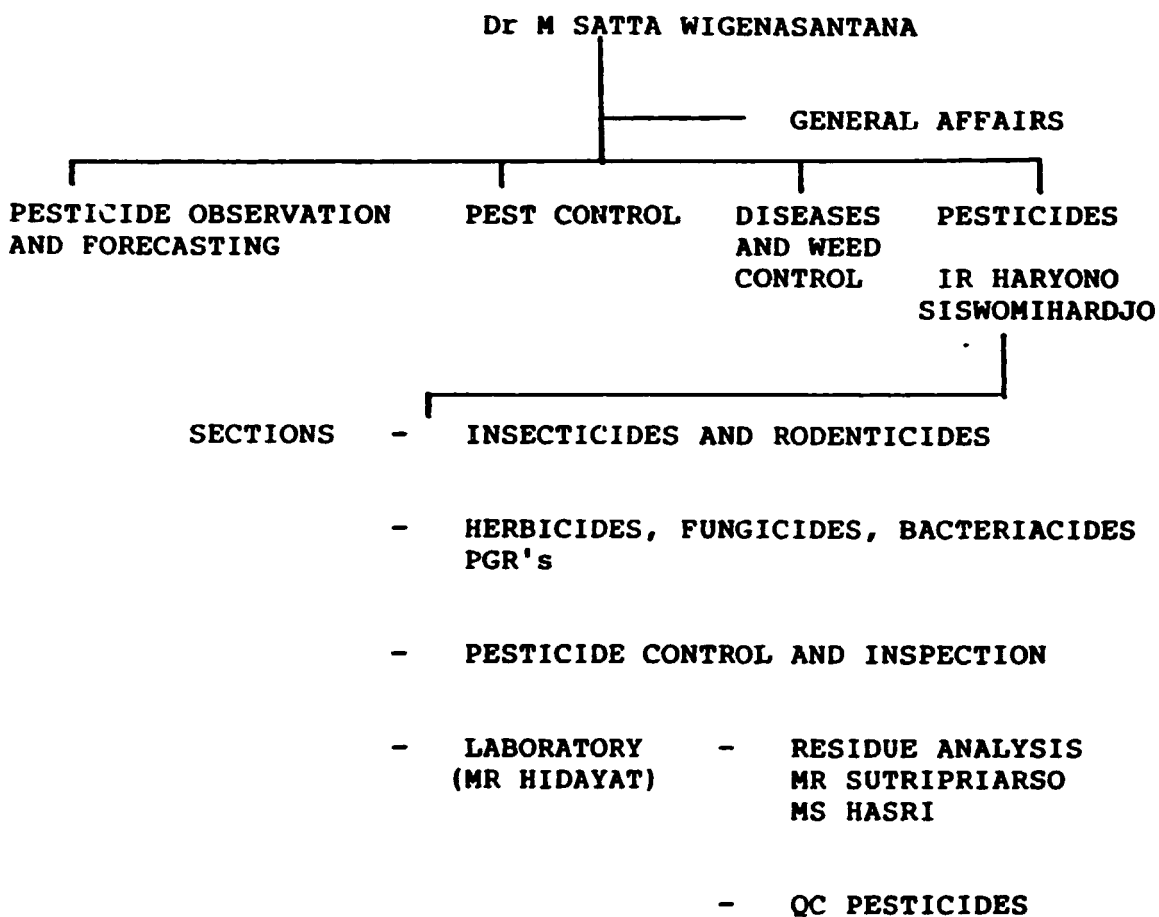 Dr M SATTA WIGENASANTANA
GENERAL AFFAIRS
PESTICIDE OBSERVATION
AND FORECASTING
PEST CONTROL
DISEASES
AND WEED
CONTROL
PESTICIDES
IR HARYONO
SISWOMIHARDJO
SECTIONS - INSECTICIDES AND RODENTICIDES
- HERBICIDES, FUNGICIDES, BACTERIACIDES
PGR's
- PESTICIDE CONTROL AND INSPECTION
- LABORATORY
(MR HIDAYAT)
- RESIDUE ANALYSIS
MR SUTRIPRIARSO
MS HASRI
- QC PESTICIDES